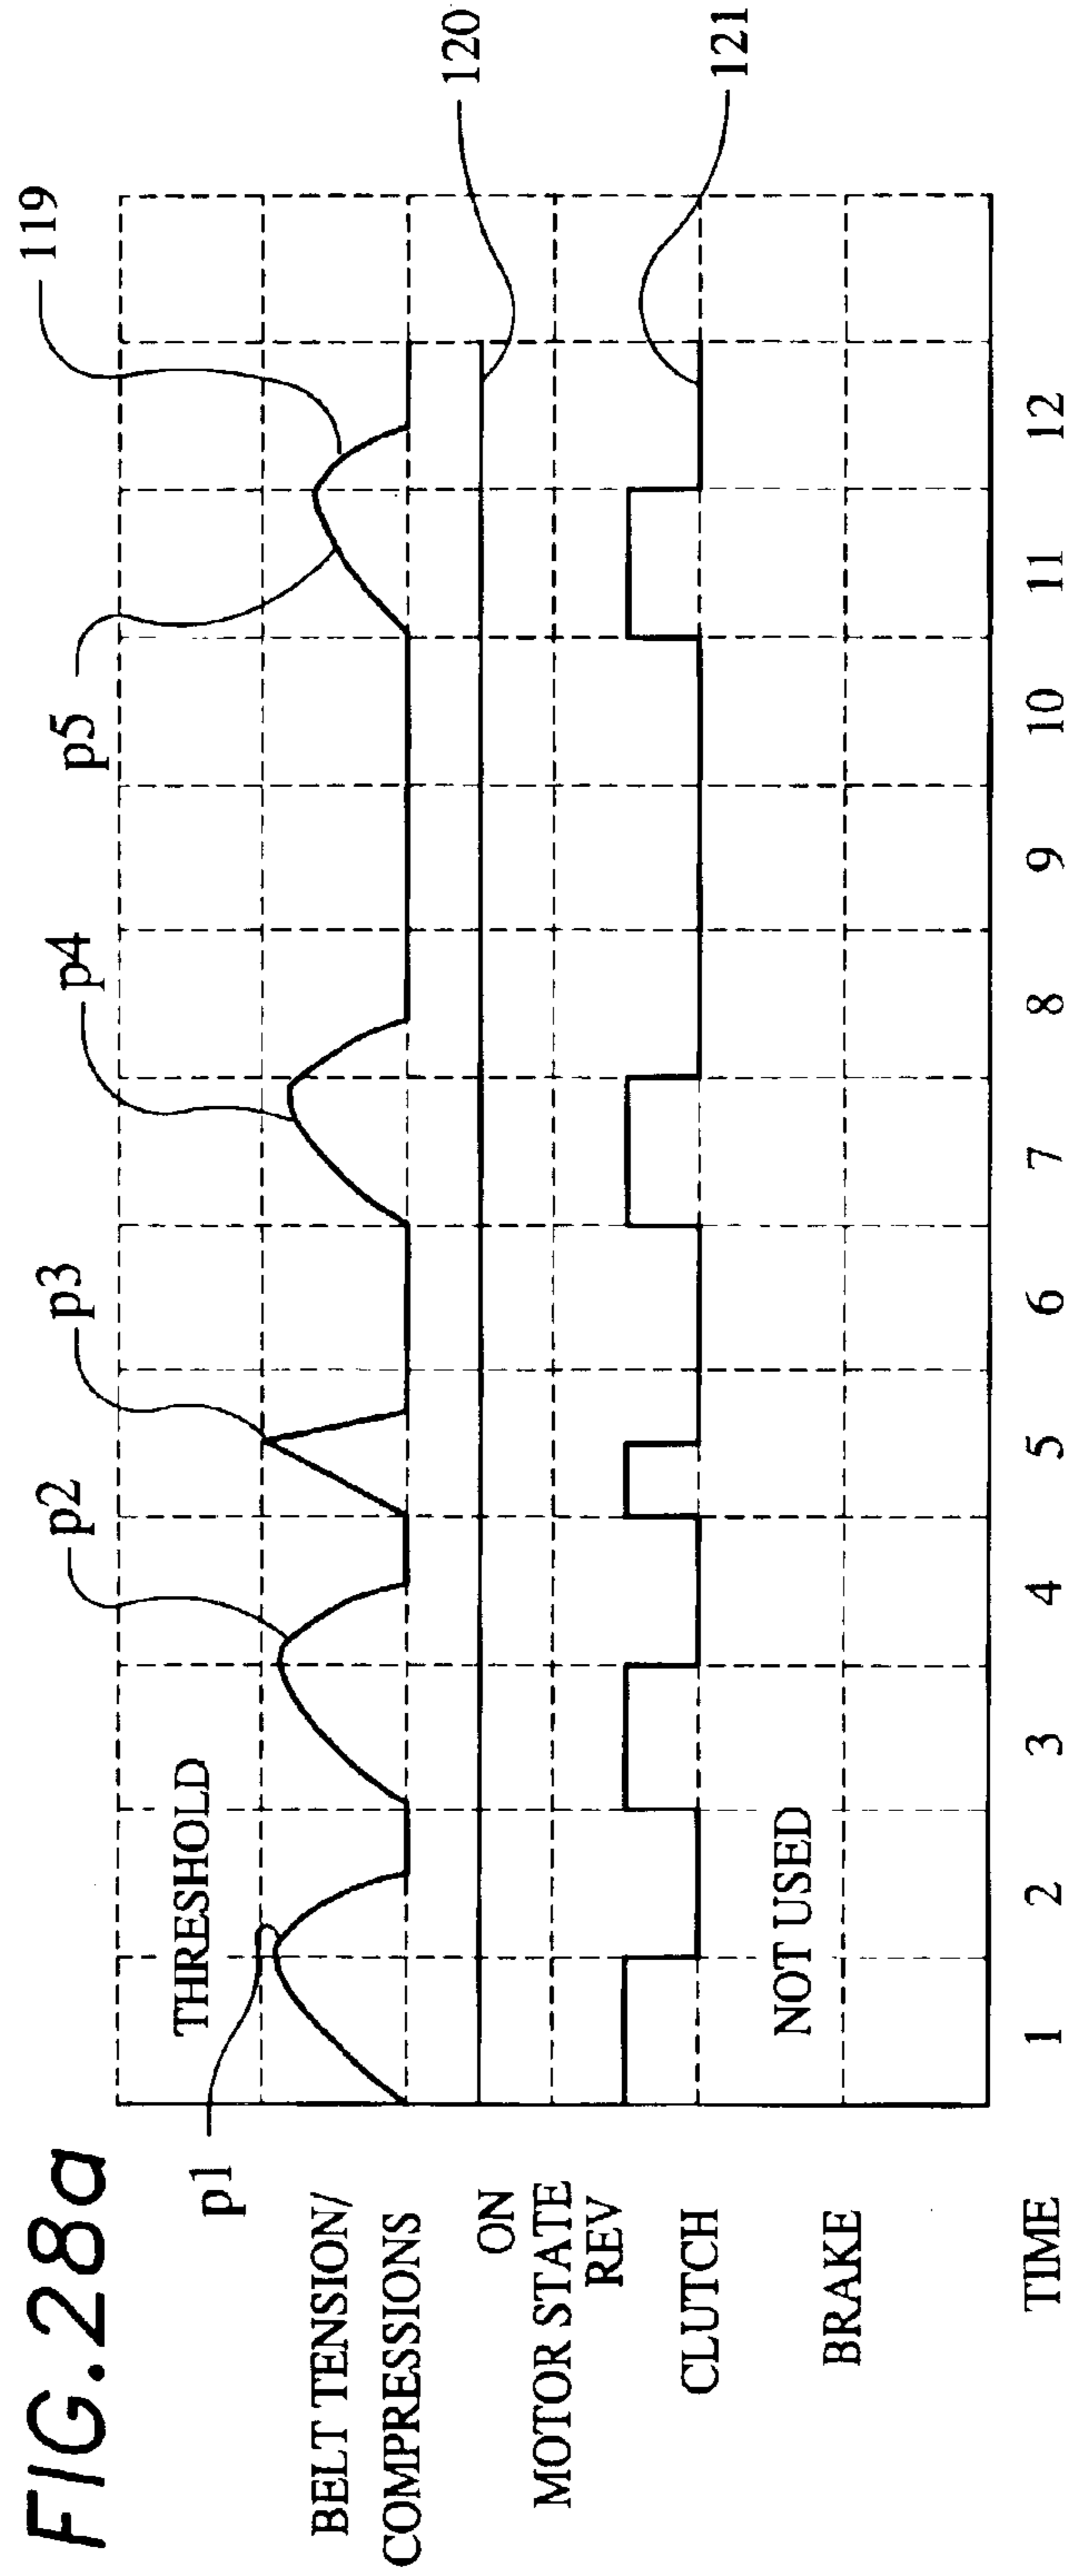 FIG.28a
p1
p2
p3
p4
p5
119
THRESHOLD
BELT TENSION/
COMPRESSIONS
120
ON
MOTOR STATE
REV
121
CLUTCH
NOT USED
BRAKE
TIME
1 2 3 4 5 6 7 8 9 10 11 12